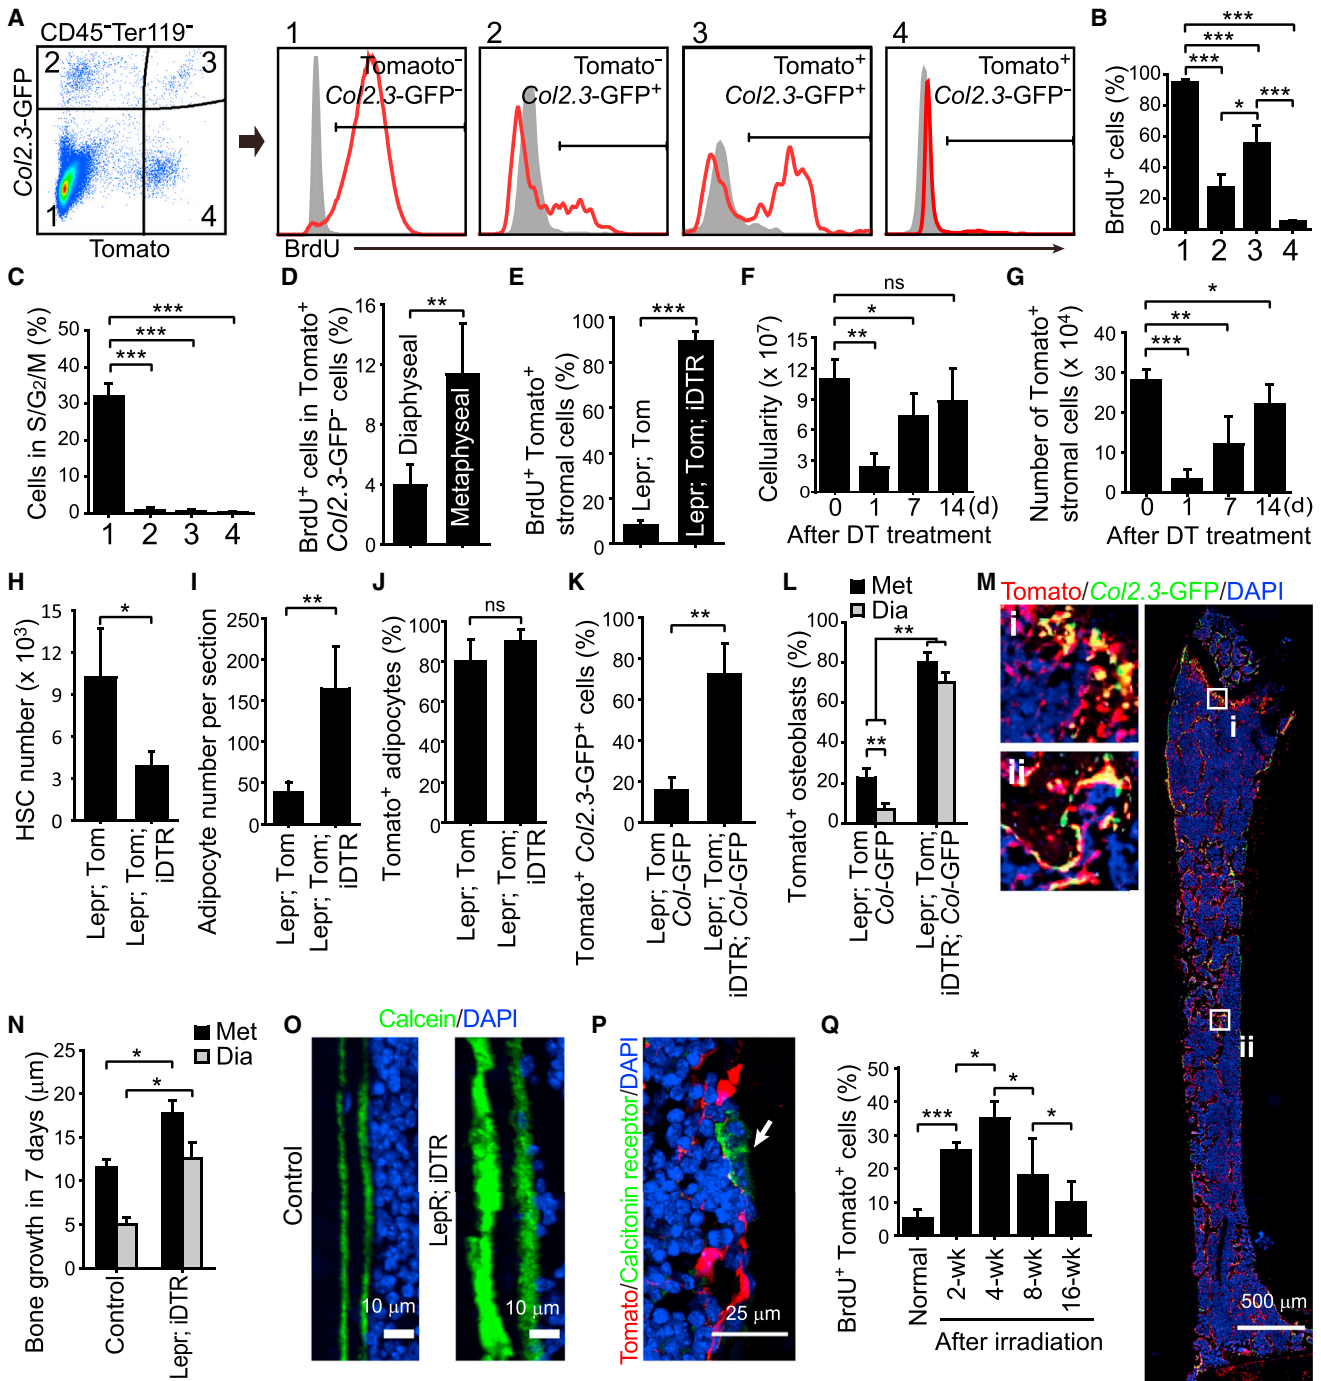 A
CD45-Ter119-
Col2.3-GFP
2
3
1
4
Tomato
1
Tomaoto-
Col2.3-GFP-
2
Tomato-
Col2.3-GFP+
3
Tomato+
Col2.3-GFP+
4
Tomato+
Col2.3-GFP-
BrdU
B
BrdU+ cells (%)
100
80
60
40
20
0
***
***
***
*
***
1 2 3 4
C
Cells in S/G2/M (%)
50
40
30
20
10
0
***
***
***
1 2 3 4
D
BrdU+ cells in Tomato+
Col2.3-GFP- cells (%)
16
12
8
4
0
**
Diaphyseal
Metaphyseal
E
BrdU+ Tomato+
stromal cells (%)
100
80
60
40
20
0
***
Lepr; Tom
Lepr; Tom; iDTR
F
Cellularity (x 10^7)
15
12
9
6
3
0
ns
*
**
0 1 7 14 (d)
After DT treatment
G
Number of Tomato+
stromal cells (x 10^4)
40
30
20
10
0
*
**
***
0 1 7 14 (d)
After DT treatment
H
HSC number (x 10^3)
15
12
9
6
3
0
*
Lepr; Tom
Lepr; Tom;
iDTR
I
Adipocyte number per section
250
200
150
100
50
0
**
Lepr; Tom
Lepr; Tom;
iDTR
J
Tomato+ adipocytes (%)
100
80
60
40
20
0
ns
Lepr; Tom
Lepr; Tom;
iDTR
K
Tomato+ Col2.3-GFP+ cells (%)
100
80
60
40
20
0
**
Lepr; Tom
Col-GFP
Lepr; Tom;
iDTR; Col-GFP
L
Met
Dia
Tomato+ osteoblasts (%)
100
80
60
40
20
0
**
**
Lepr; Tom
Col-GFP
Lepr; Tom;
iDTR; Col-GFP
M
Tomato/Col2.3-GFP/DAPI
i
ii
i
ii
500 μm
N
Met
Dia
Bone growth in 7 days (μm)
25
20
15
10
5
0
*
*
Control
Lepr; iDTR
O
Calcein/DAPI
Control
10 μm
LepR; iDTR
10 μm
P
Tomato/Calcitonin receptor/DAPI
25 μm
Q
BrdU+ Tomato+ cells (%)
50
40
30
20
10
0
***
*
*
*
Normal
2-wk
4-wk
8-wk
16-wk
After irradiation